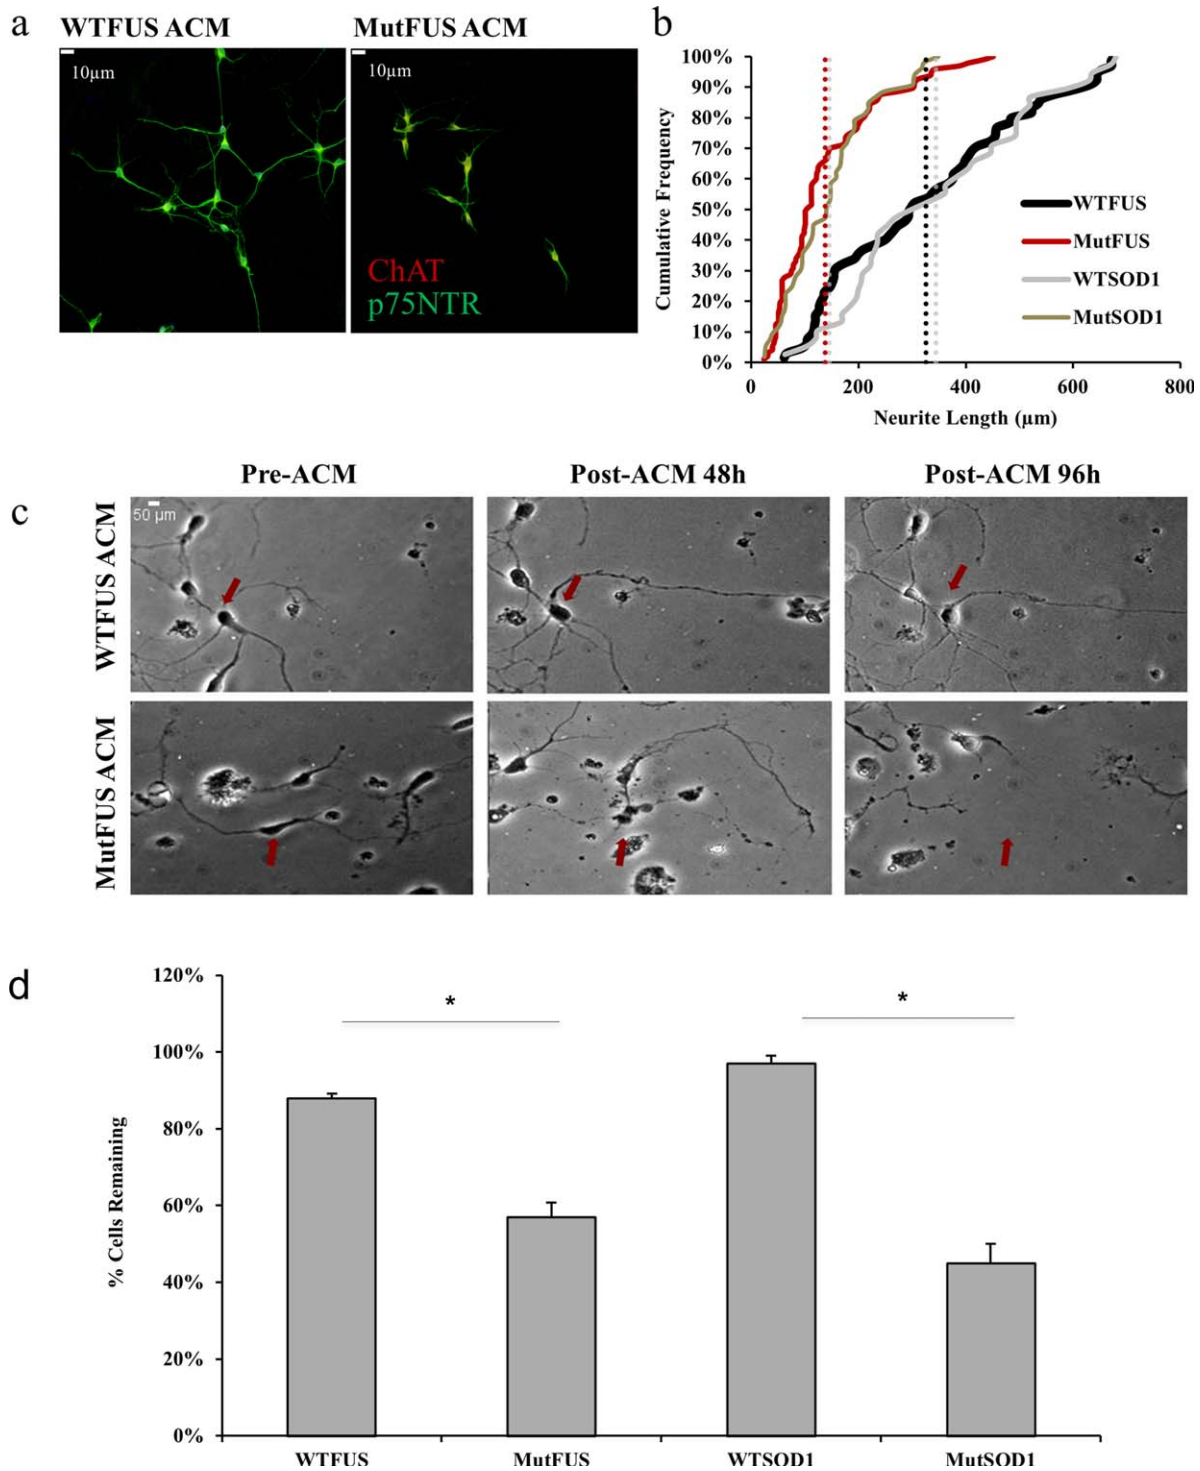 a
WTFUS ACM
MutFUS ACM
10µm
10µm
ChAT
p75NTR
b
100%
90%
80%
70%
60%
50%
40%
30%
20%
10%
0%
Cumulative Frequency
0
200
400
600
800
Neurite Length (µm)
WTFUS
MutFUS
WTSOD1
MutSOD1
c
Pre-ACM
Post-ACM 48h
Post-ACM 96h
WTFUS ACM
50 µm
MutFUS ACM
d
120%
100%
80%
60%
40%
20%
0%
% Cells Remaining
*
*
WTFUS
MutFUS
WTSOD1
MutSOD1